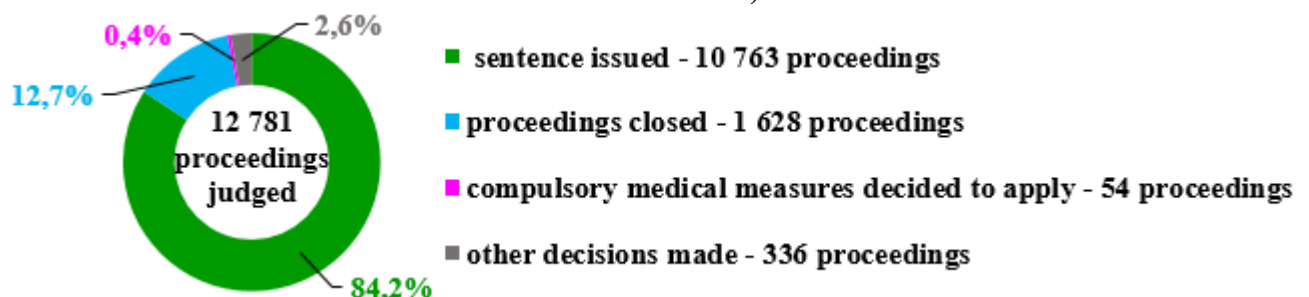 0,4%
2,6%
12,7%
84,2%
12 781
proceedings
judged
sentence issued - 10 763 proceedings
proceedings closed - 1 628 proceedings
compulsory medical measures decided to apply - 54 proceedings
other decisions made - 336 proceedings